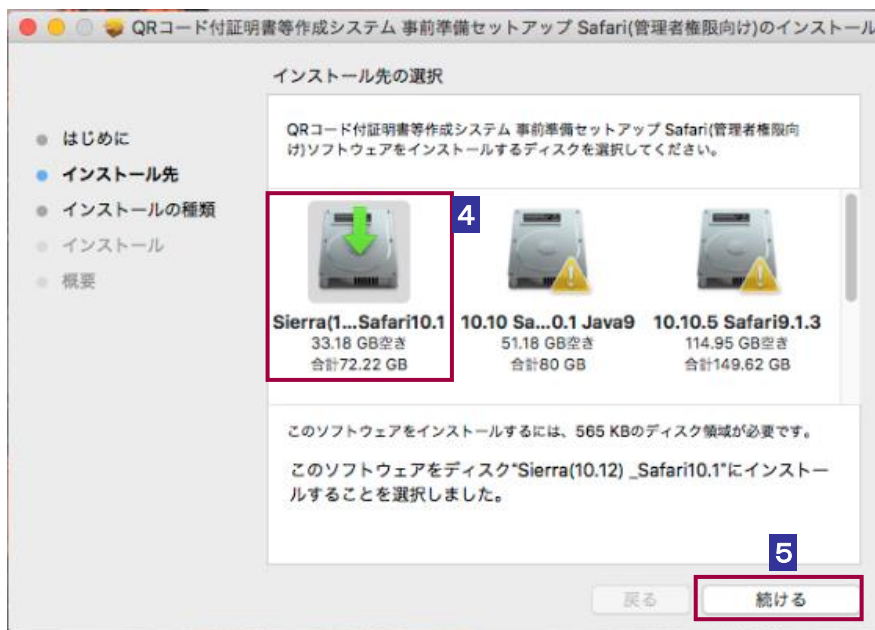 QRコード付証明書等作成システム 事前準備セットアップ Safari(管理者権限向け)のインストール
インストール先の選択
はじめに
インストール先
インストールの種類
インストール
概要
QRコード付証明書等作成システム 事前準備セットアップ Safari(管理者権限向
け)ソフトウェアをインストールするディスクを選択してください。
4
Sierra(1...Safari10.1
33.18 GB空き
合計72.22 GB
10.10 Sa...0.1 Java9
51.18 GB空き
合計80 GB
10.10.5 Safari9.1.3
114.95 GB空き
合計149.62 GB
このソフトウェアをインストールするには、565 KBのディスク領域が必要です。
このソフトウェアをディスク"Sierra(10.12) _Safari10.1"にインストー
ルすることを選択しました。
5
戻る
続ける